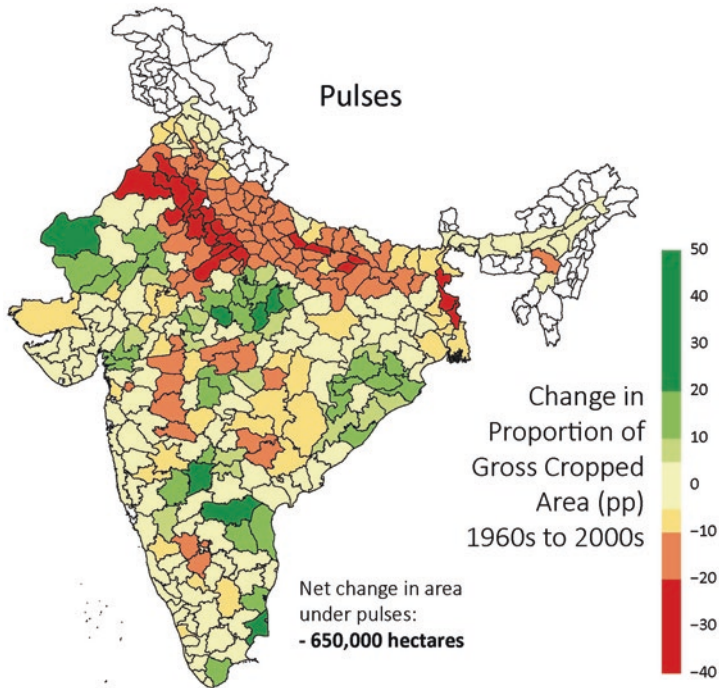 Pulses
50
40
30
20
10
0
−10
−20
−30
−40
Change in
Proportion of
Gross Cropped
Area (pp)
1960s to 2000s
Net change in area
under pulses:
- 650,000 hectares